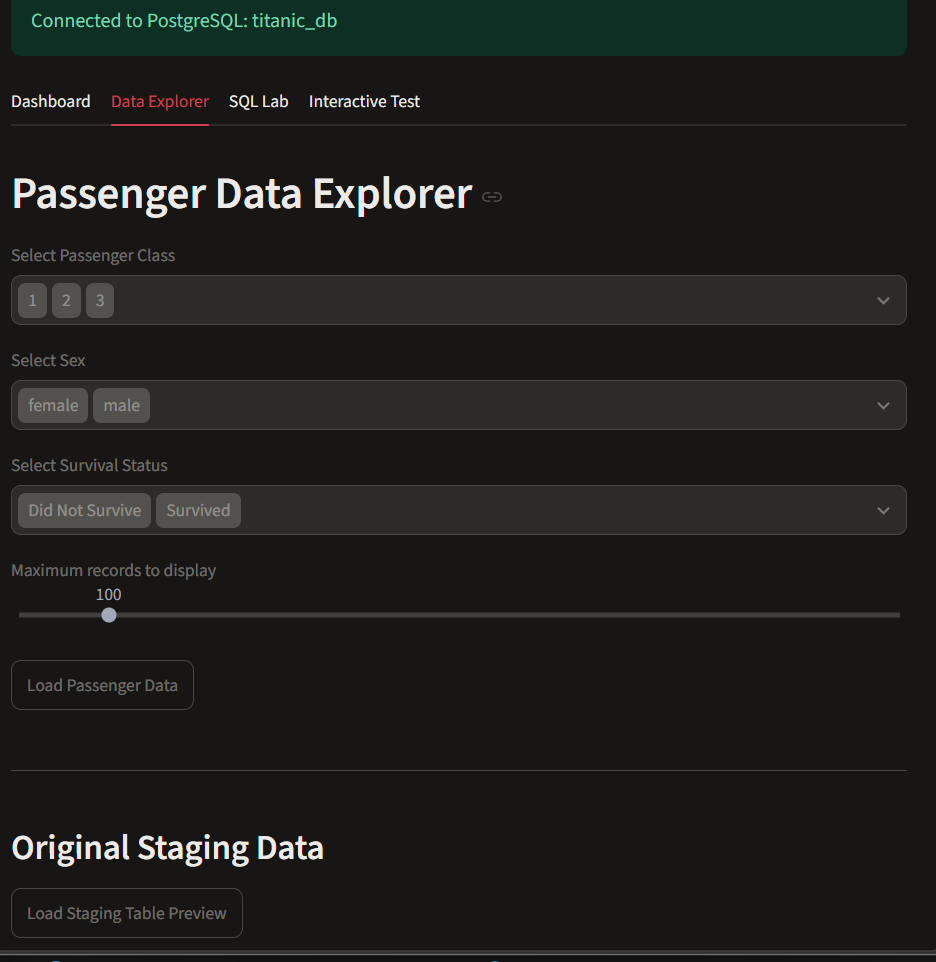 Connected to PostgreSQL: titanic_db
Dashboard Data Explorer SQL Lab Interactive Test
Passenger Data Explorer
Select Passenger Class
1 2 3
Select Sex
female male
Select Survival Status
Did Not Survive Survived
Maximum records to display
100
Load Passenger Data
Original Staging Data
Load Staging Table Preview